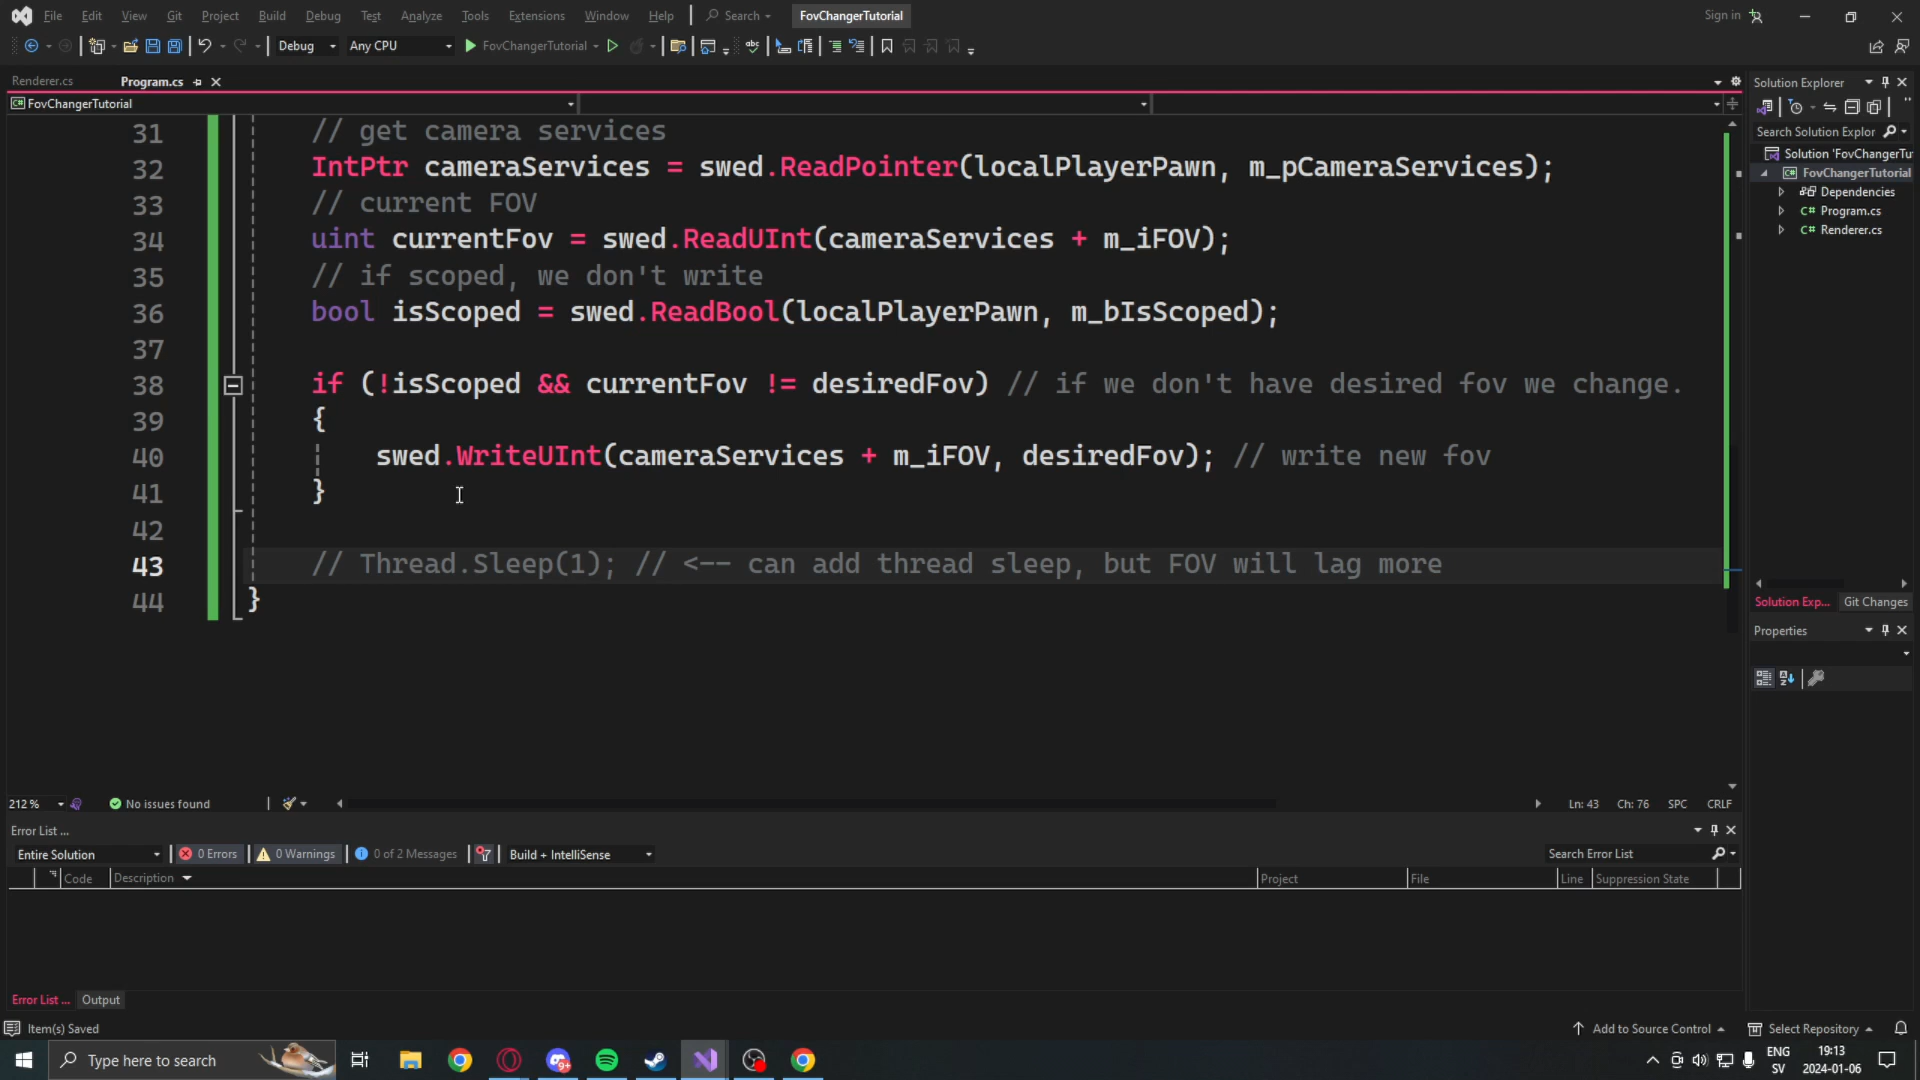 File Edit View Git Project Build Debug Test Analyze Tools Extensions Window Help Search FovChangerTutorial Sign in
Debug Any CPU FovChangerTutorial
Renderer.cs Program.cs
FovChangerTutorial
31 // get camera services
32 IntPtr cameraServices = swed.ReadPointer(localPlayerPawn, m_pCameraServices);
33 // current FOV
34 uint currentFov = swed.ReadUInt(cameraServices + m_iFOV);
35 // if scoped, we don't write
36 bool isScoped = swed.ReadBool(localPlayerPawn, m_bIsScoped);
37
38 if (!isScoped && currentFov != desiredFov) // if we don't have desired fov we change.
39 {
40 swed.WriteUInt(cameraServices + m_iFOV, desiredFov); // write new fov
41 }
42
43 // Thread.Sleep(1); // <-- can add thread sleep, but FOV will lag more
44 }
212 % No issues found Ln: 43 Ch: 76 SPC CRLF
Error List ...
Entire Solution 0 Errors 0 Warnings 0 of 2 Messages Build + IntelliSense Search Error List
Code Description Project File Line Suppression State
Error List ... Output
Item(s) Saved Add to Source Control Select Repository
Solution Explorer
Search Solution Explor
Solution 'FovChangerTu
FovChangerTutorial
Dependencies
C# Program.cs
C# Renderer.cs
Solution Exp... Git Changes
Properties
Type here to search
ENG 19:13
SV 2024-01-06